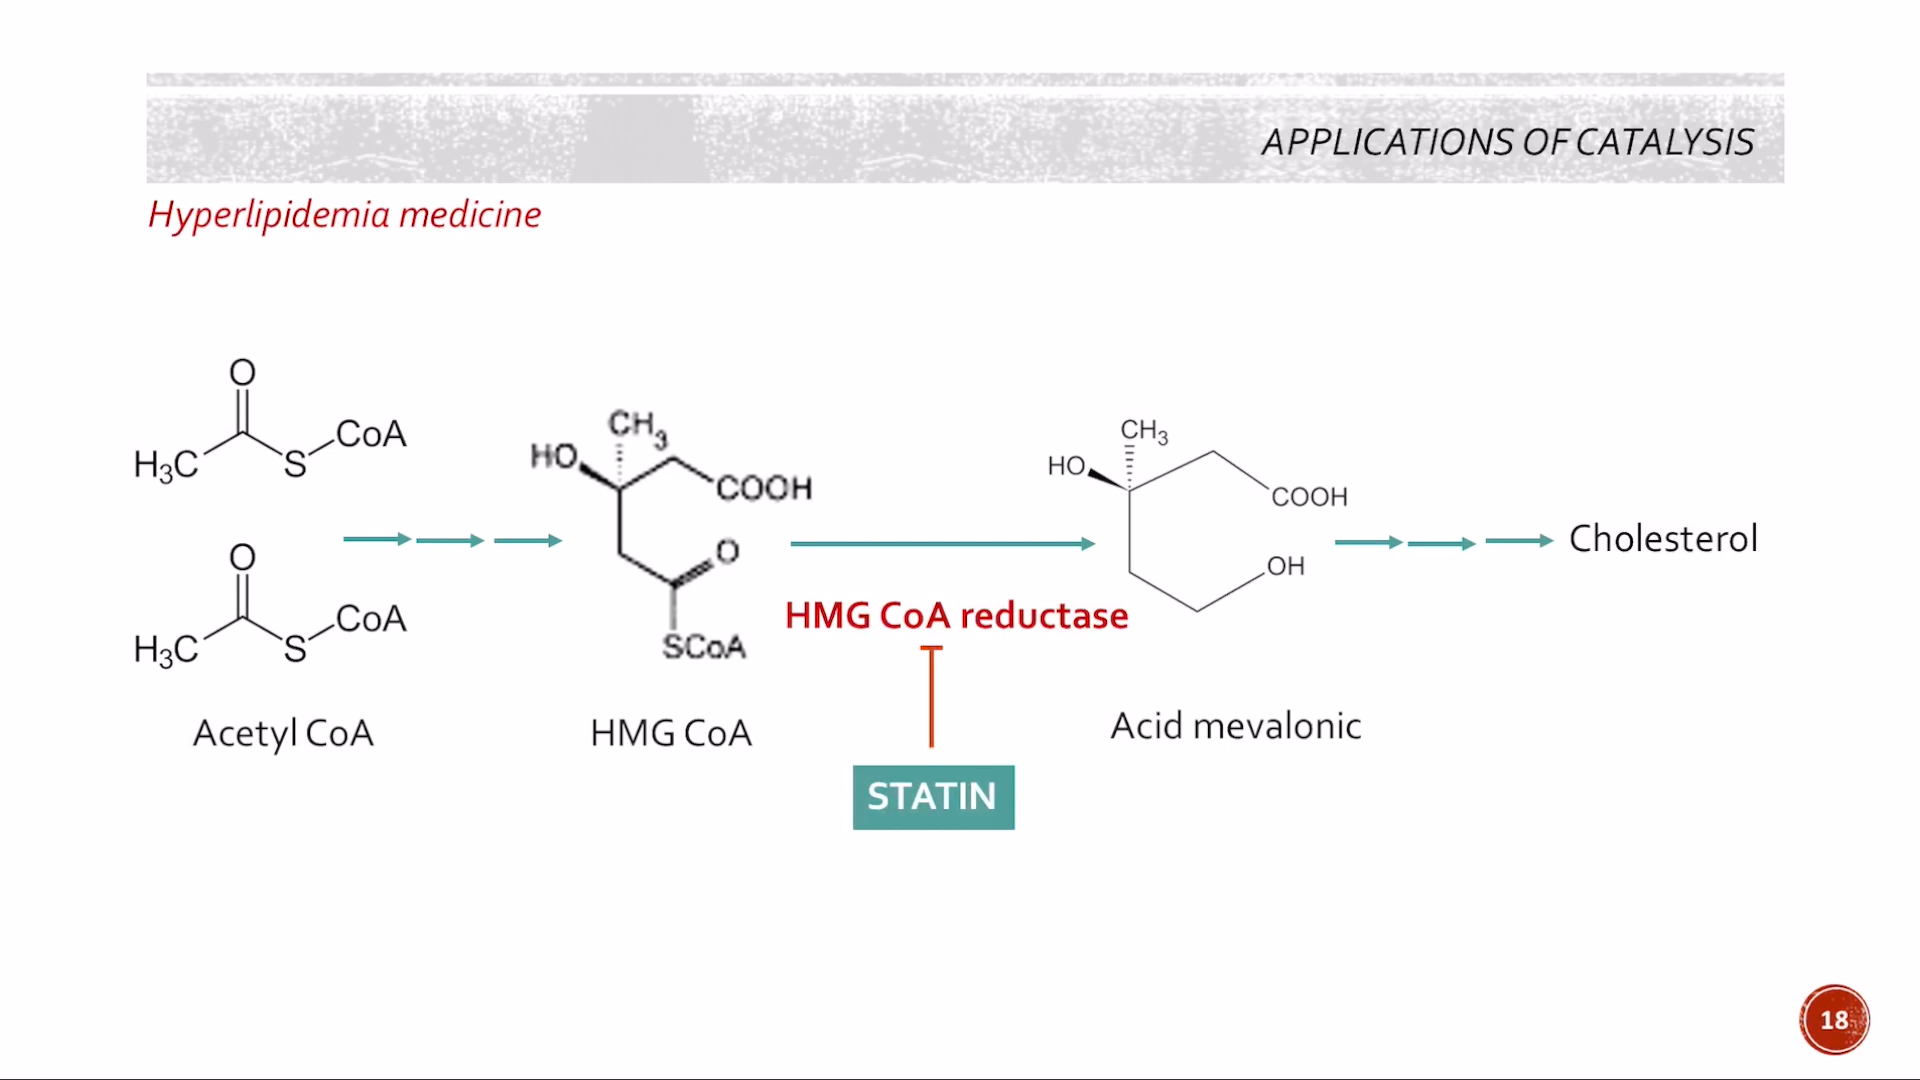 APPLICATIONS OF CATALYSIS
Hyperlipidemia medicine
O
H₃C
S
CoA
O
H₃C
S
CoA
Acetyl CoA
CH₃
HO
COOH
O
SCoA
HMG CoA
HMG CoA reductase
STATIN
CH₃
HO
COOH
OH
Acid mevalonic
Cholesterol
18